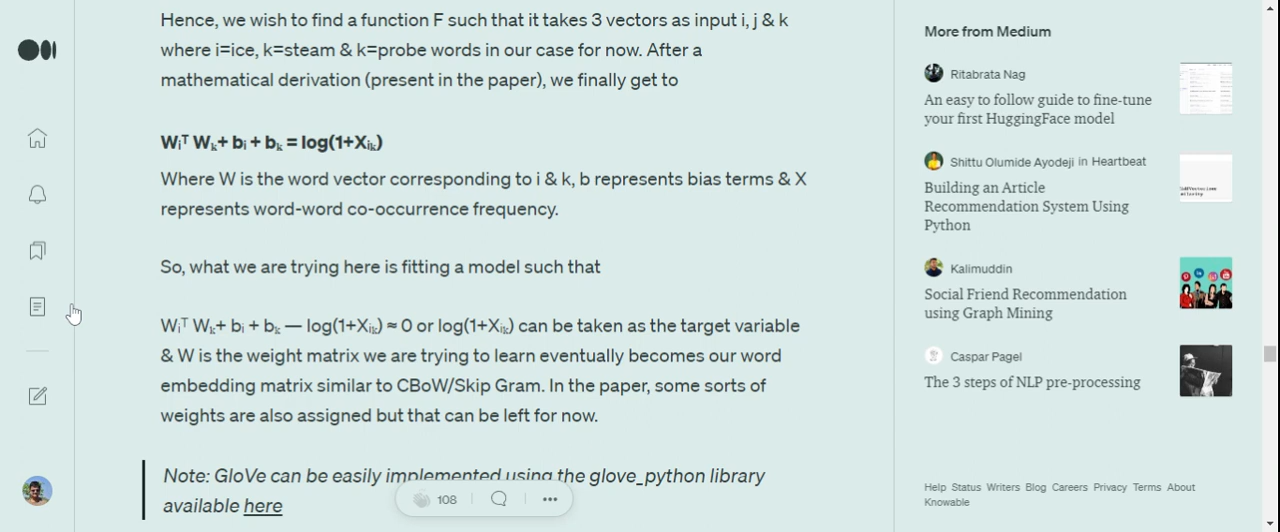 Hence, we wish to find a function F such that it takes 3 vectors as input i, j & k
where i=ice, k=steam & k=probe words in our case for now. After a
mathematical derivation (present in the paper), we finally get to
Wᵢᵀ Wₖ+ bᵢ + bₖ = log(1+Xᵢₖ)
Where W is the word vector corresponding to i & k, b represents bias terms & X
represents word-word co-occurrence frequency.
So, what we are trying here is fitting a model such that
Wᵢᵀ Wₖ+ bᵢ + bₖ — log(1+Xᵢₖ) ≈ 0 or log(1+Xᵢₖ) can be taken as the target variable
& W is the weight matrix we are trying to learn eventually becomes our word
embedding matrix similar to CBoW/Skip Gram. In the paper, some sorts of
weights are also assigned but that can be left for now.
Note: GloVe can be easily implemented using the glove_python library
available here
108
More from Medium
Ritabrata Nag
An easy to follow guide to fine-tune
your first HuggingFace model
Shittu Olumide Ayodeji in Heartbeat
Building an Article
Recommendation System Using
Python
Kalimuddin
Social Friend Recommendation
using Graph Mining
Caspar Pagel
The 3 steps of NLP pre-processing
Help Status Writers Blog Careers Privacy Terms About
Knowable